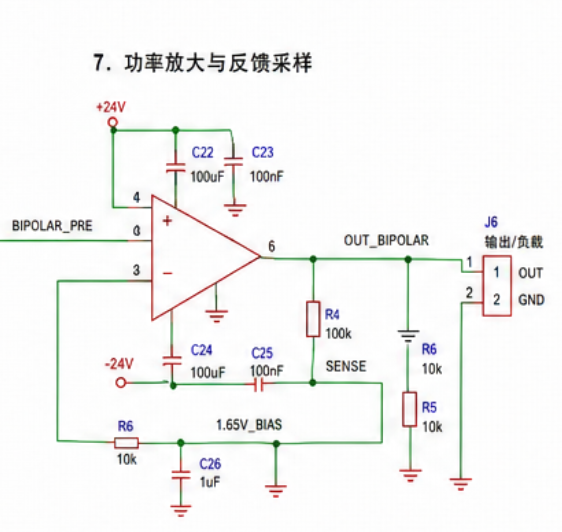 7. 功率放大与反馈采样
+24V
C22
100uF
C23
100nF
4
BIPOLAR_PRE
+
3
−
6
OUT_BIPOLAR
J6
输出/负载
1
1
OUT
2
2
GND
R4
100k
SENSE
-24V
C24
100uF
C25
100nF
R6
10k
R5
10k
R6
10k
1.65V_BIAS
C26
1uF